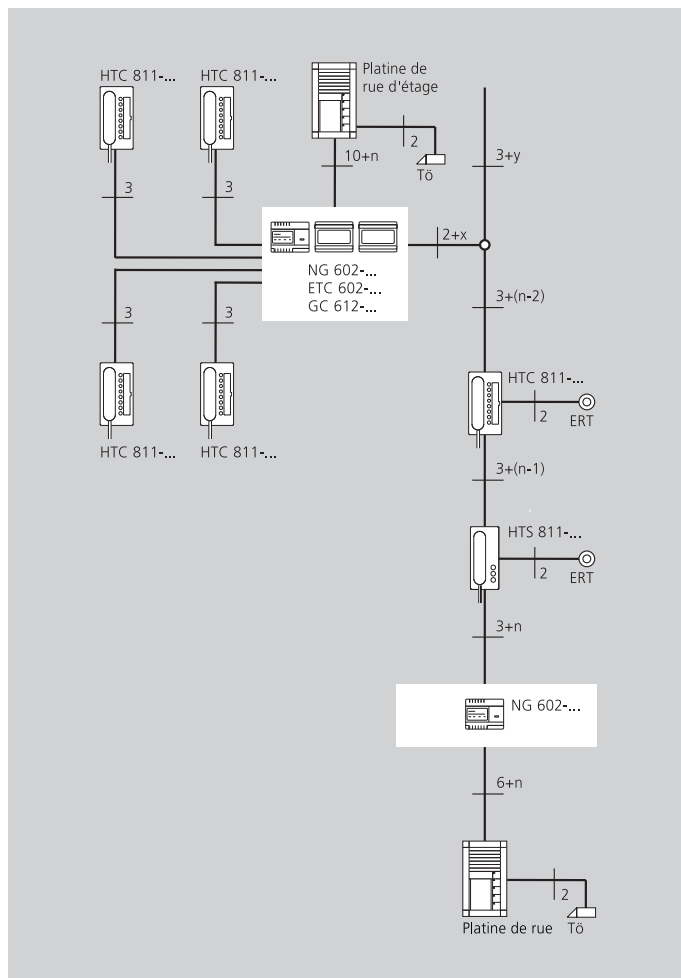 HTC 811-...
HTC 811-...
Platine de
rue d'étage
2
Tö
10+n
3+y
3
3
2+x
NG 602-...
ETC 602-...
GC 612-...
3
3
3+(n-2)
HTC 811-...
HTC 811-...
HTC 811-...
2
ERT
3+(n-1)
HTS 811-...
2
ERT
3+n
NG 602-...
6+n
2
Platine de rue
Tö